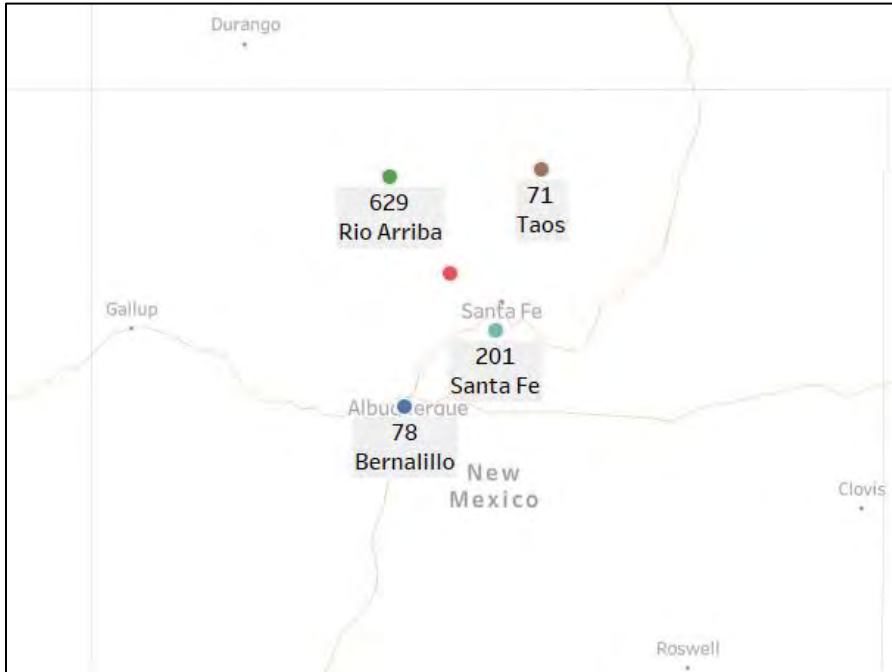 Durango
629
Rio Arriba
71
Taos
Gallup
Santa Fe
201
Santa Fe
Albuquerque
78
Bernalillo
New
Mexico
Clovis
Roswell